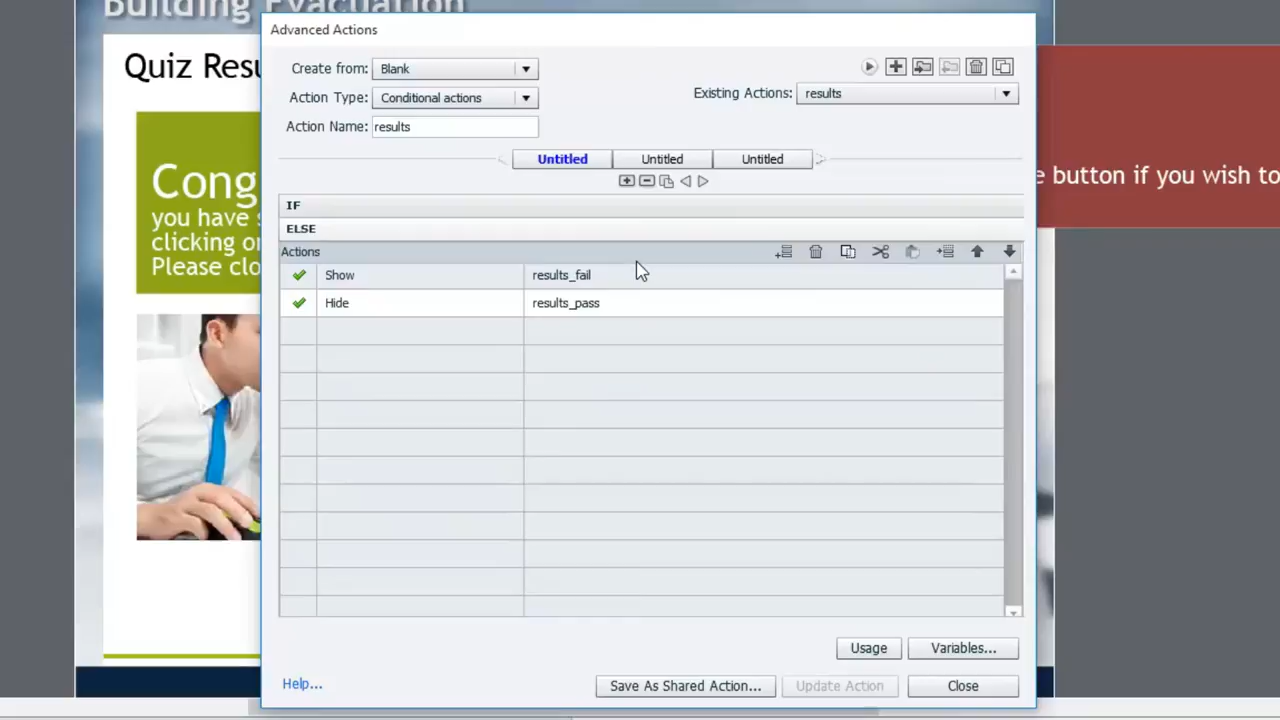 Building Evacuation
Advanced Actions
Create from: Blank
Action Type: Conditional actions
Existing Actions: results
Action Name: results
Quiz Resu
Untitled Untitled Untitled
Cong
you have s
clicking or
Please clo
e button if you wish to
IF
ELSE
Actions
Show results_fail
Hide results_pass
Usage Variables...
Help... Save As Shared Action... Update Action Close